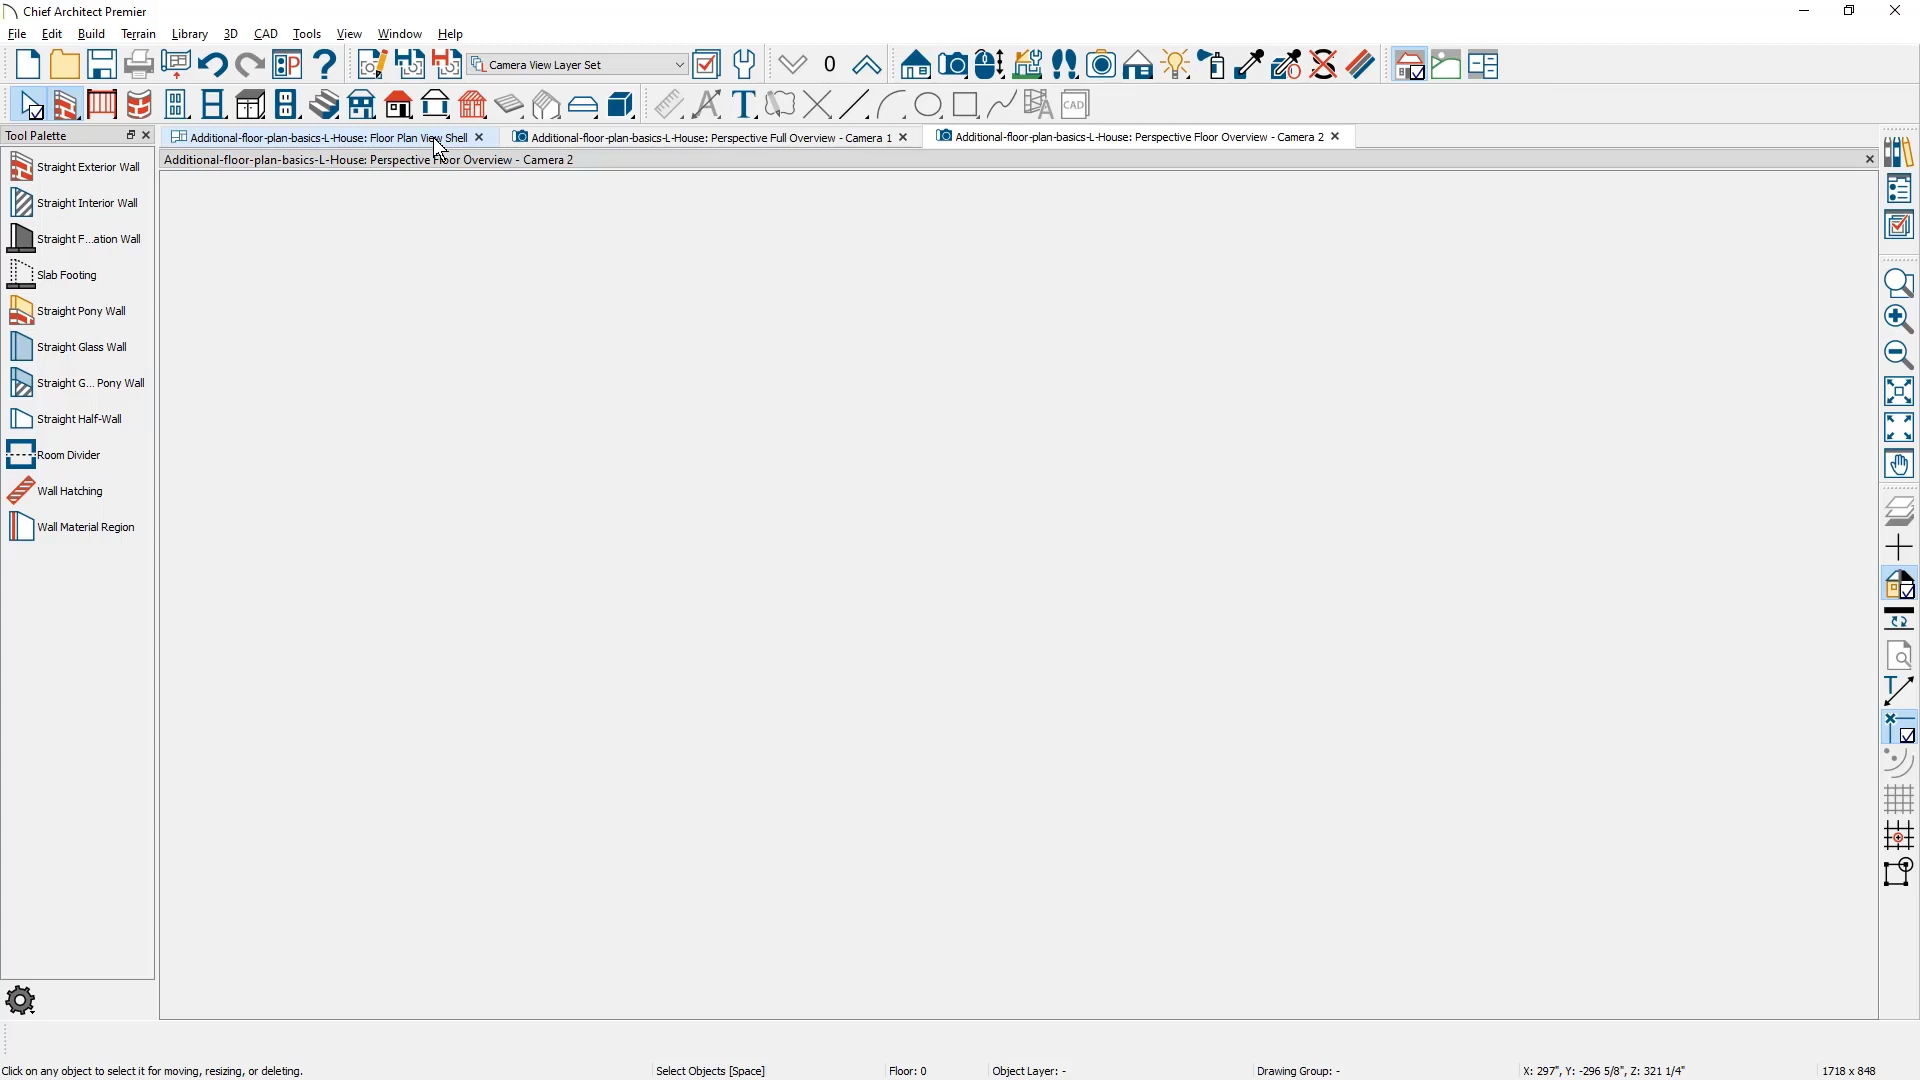 Chief Architect Premier
File Edit Build Terrain Library 3D CAD Tools View Window Help
Camera View Layer Set 0
CAD
Tool Palette
Additional-floor-plan-basics-L-House: Floor Plan View Shell
Additional-floor-plan-basics-L-House: Perspective Full Overview - Camera 1
Additional-floor-plan-basics-L-House: Perspective Floor Overview - Camera 2
Additional-floor-plan-basics-L-House: Perspective Floor Overview - Camera 2
Straight Exterior Wall
Straight Interior Wall
Straight F...ation Wall
Slab Footing
Straight Pony Wall
Straight Glass Wall
Straight G... Pony Wall
Straight Half-Wall
Room Divider
Wall Hatching
Wall Material Region
Click on any object to select it for moving, resizing, or deleting. Select Objects [Space] Floor: 0 Object Layer: - Drawing Group: - X: 297", Y: -296 5/8", Z: 321 1/4" 1718 x 848